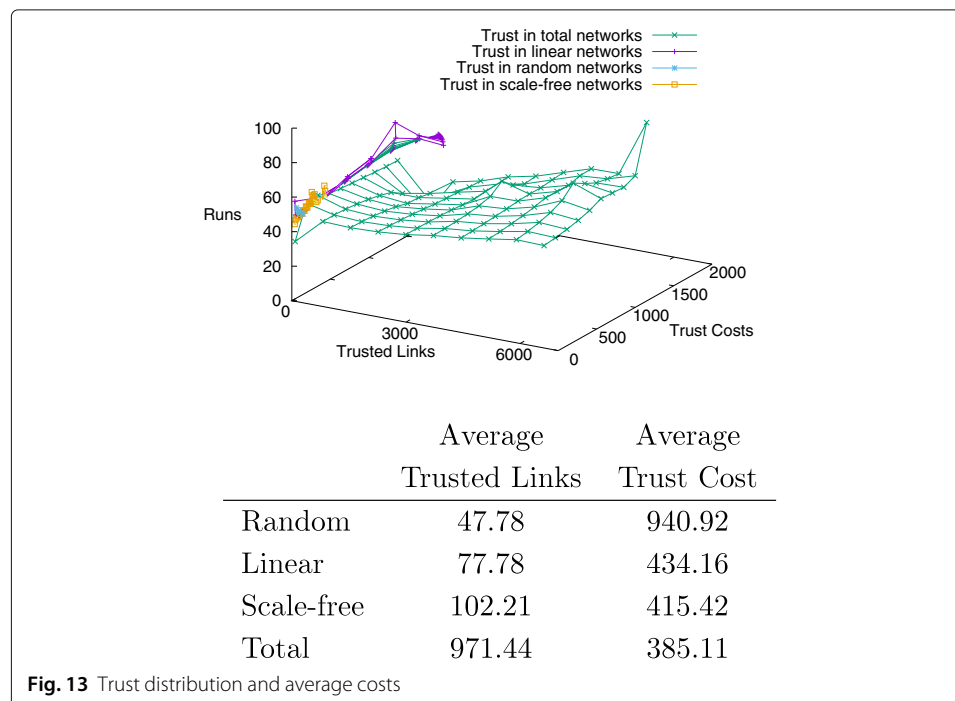 Trust in total networks
Trust in linear networks
Trust in random networks
Trust in scale-free networks
100
80
60
40
20
0
Runs
0
3000
6000
Trusted Links
0
500
1000
1500
2000
Trust Costs
Average Average
Trusted Links Trust Cost
Random 47.78 940.92
Linear 77.78 434.16
Scale-free 102.21 415.42
Total 971.44 385.11
Fig. 13 Trust distribution and average costs